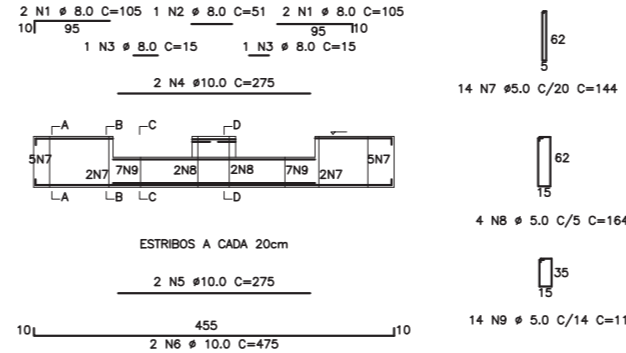 2 N1 ø 8.0 C=105 1 N2 ø 8.0 C=51 2 N1 ø 8.0 C=105
10 95 95 10
1 N3 ø 8.0 C=15 1 N3 ø 8.0 C=15
2 N4 ø10.0 C=275
A B C D
5N7 2N7 7N9 2N8 2N8 7N9 2N7 5N7
A B C D
ESTRIBOS A CADA 20cm
2 N5 ø10.0 C=275
10 455 10
2 N6 ø 10.0 C=475
62
5
14 N7 ø5.0 C/20 C=144
62
15
4 N8 ø 5.0 C/5 C=164
35
15
14 N9 ø 5.0 C/14 C=11